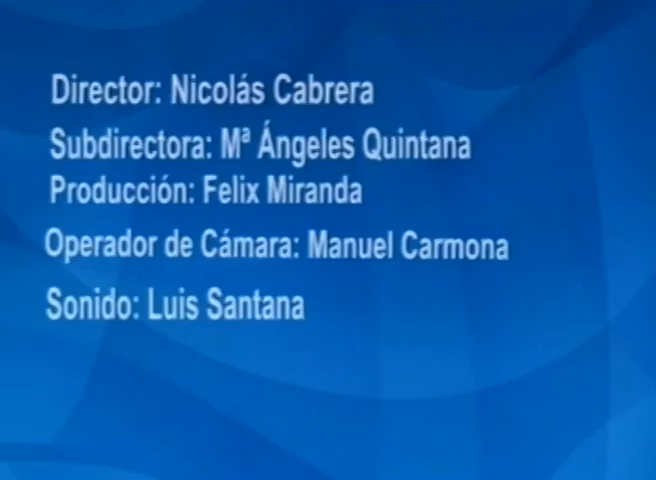 Director: Nicolás Cabrera
Subdirectora: Mª Ángeles Quintana
Producción: Felix Miranda
Operador de Cámara: Manuel Carmona
Sonido: Luis Santana